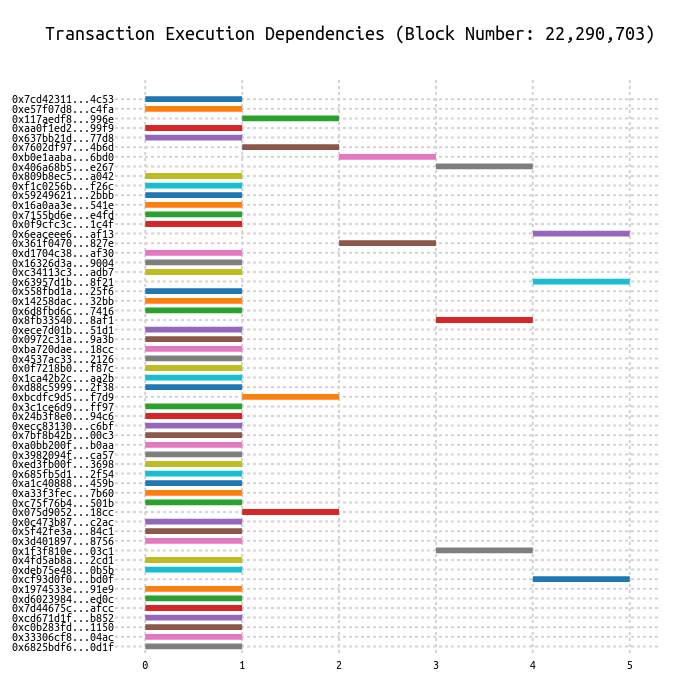 Transaction Execution Dependencies (Block Number: 22,290,703)
0x7cd42311...4c53
0xe57f07d8...c4fa
0x117aedf8...996e
0xaa0f1ed2...99f9
0x637bb21d...77d8
0x7602df97...4b6d
0xb0e1aaba...6bd0
0x406a68b5...e267
0x809b8ec5...a042
0xf1c0256b...f26c
0x59249621...2bbb
0x16a0aa3e...541e
0x7155bd6e...e4fd
0x0f9cfc3c...1c4f
0x6eaceee6...af13
0x361f0470...827e
0xd1704c38...af30
0x16326d3a...9004
0xc34113c3...adb7
0x63957d1b...8f21
0x558fbd1a...25f6
0x14258dac...32bb
0x6d8fbd6c...7416
0x8fb33540...8af1
0xece7d01b...51d1
0x0972c31a...9a3b
0xba720dae...18cc
0x4537ac33...2126
0x0f7218b0...f87c
0x1ca42b2c...aa2b
0xd88c5999...2f38
0xbcdfc9d5...f7d9
0x3c1ce6d9...ff97
0x24b3f8e0...94c6
0xecc83130...c6bf
0x7bf8b42b...00c3
0xa0bb200f...b0aa
0x3982094f...ca57
0xed3fb00f...3698
0x685fb5d1...2f54
0xa1c40888...459b
0xa33f3fec...7b60
0xc75f76b4...501b
0x075d9052...18cc
0x0c473b87...c2ac
0x5f42fe3a...84c1
0x3d401897...8756
0x1f3f810e...03c1
0x4fd5ab8a...2cd1
0xdeb75e48...0b5b
0xcf93d0f0...bd0f
0x1974533e...91e9
0xd6023984...ed0c
0x7d44675c...afcc
0xcd671d1f...b852
0xc0b283fd...1150
0x33306cf8...04ac
0x6825bdf6...0d1f
0 1 2 3 4 5